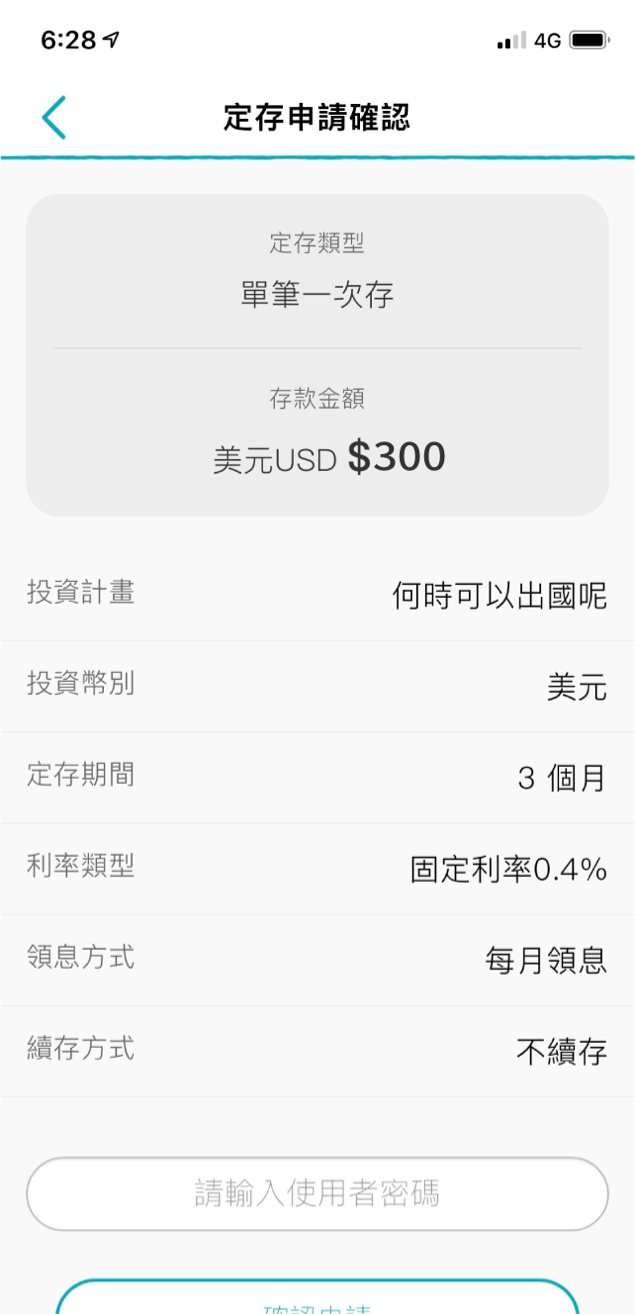 6:28
4G
定存申請確認
定存類型
單筆一次存
存款金額
美元USD $300
投資計畫
何時可以出國呢
投資幣別
美元
定存期間
3 個月
利率類型
固定利率0.4%
領息方式
每月領息
續存方式
不續存
請輸入使用者密碼
確認申請